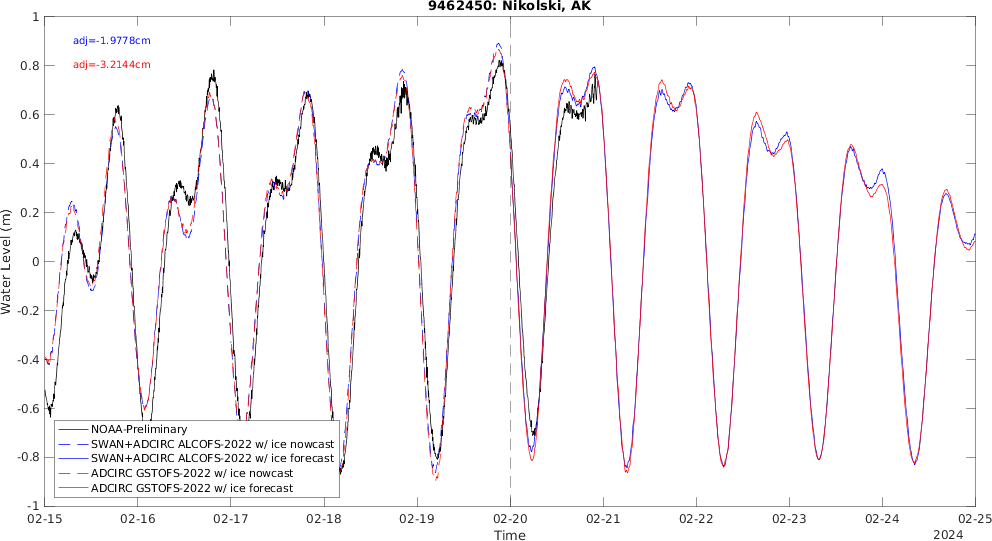 9462450: Nikolski, AK
adj=-1.9778cm
adj=-3.2144cm
Water Level (m)
1
0.8
0.6
0.4
0.2
0
-0.2
-0.4
-0.6
-0.8
-1
NOAA-Preliminary
SWAN+ADCIRC ALCOFS-2022 w/ ice nowcast
SWAN+ADCIRC ALCOFS-2022 w/ ice forecast
ADCIRC GSTOFS-2022 w/ ice nowcast
ADCIRC GSTOFS-2022 w/ ice forecast
02-15 02-16 02-17 02-18 02-19 02-20 02-21 02-22 02-23 02-24 02-25
Time
2024